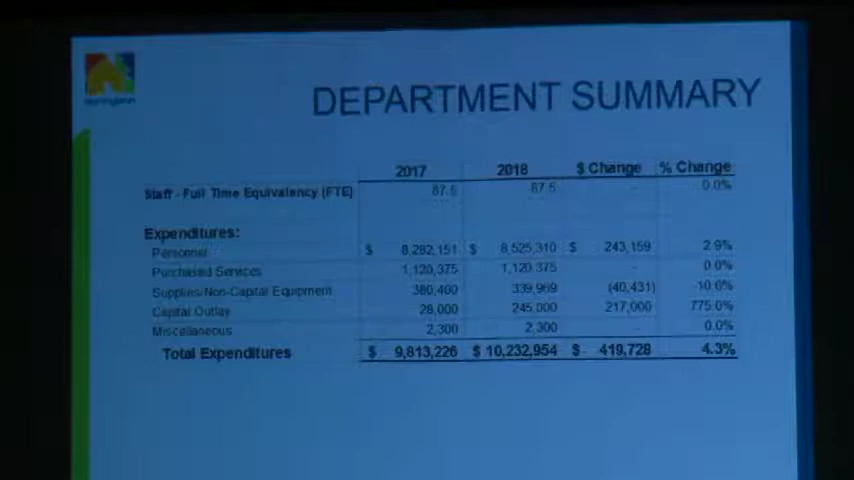 DEPARTMENT SUMMARY
2017 2018 $ Change % Change
Staff - Full Time Equivalency (FTE) 87.5 87.5 - 0.0%
Expenditures:
Personnel $ 8,282,151 $ 8,525,310 $ 243,159 2.9%
Purchased Services 1,120,375 1,120,375 - 0.0%
Supplies/Non-Capital Equipment 380,400 339,969 (40,431) -10.6%
Capital Outlay 28,000 245,000 217,000 775.0%
Miscellaneous 2,300 2,300 - 0.0%
Total Expenditures $ 9,813,226 $ 10,232,954 $ 419,728 4.3%